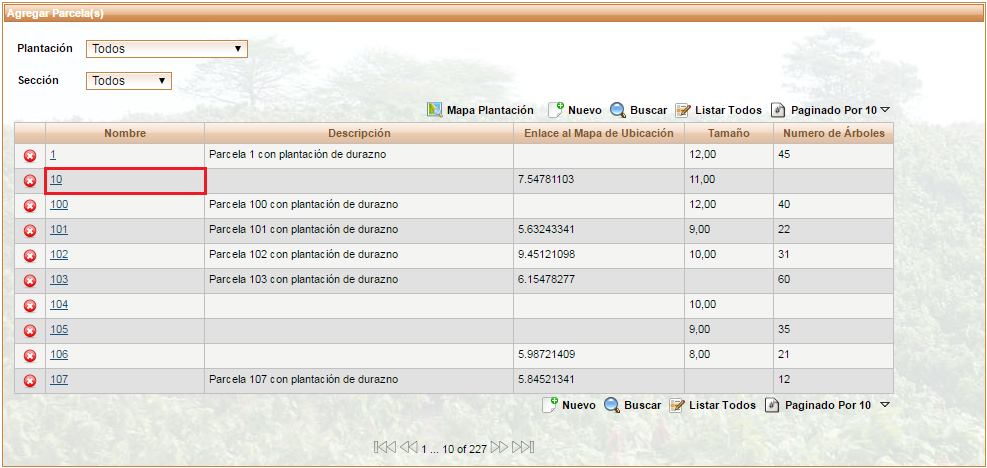 Agregar Parcela(s)
Plantación Todos
Sección Todos
Mapa Plantación Nuevo Buscar Listar Todos Paginado Por 10
Nombre Descripción Enlace al Mapa de Ubicación Tamaño Numero de Árboles
1 Parcela 1 con plantación de durazno 12,00 45
10 7.54781103 11,00
100 Parcela 100 con plantación de durazno 12,00 40
101 Parcela 101 con plantación de durazno 5.63243341 9,00 22
102 Parcela 102 con plantación de durazno 9.45121098 10,00 31
103 Parcela 103 con plantación de durazno 6.15478277 60
104 10,00
105 9,00 35
106 5.98721409 8,00 21
107 Parcela 107 con plantación de durazno 5.84521341 12
Nuevo Buscar Listar Todos Paginado Por 10
1 ... 10 of 227